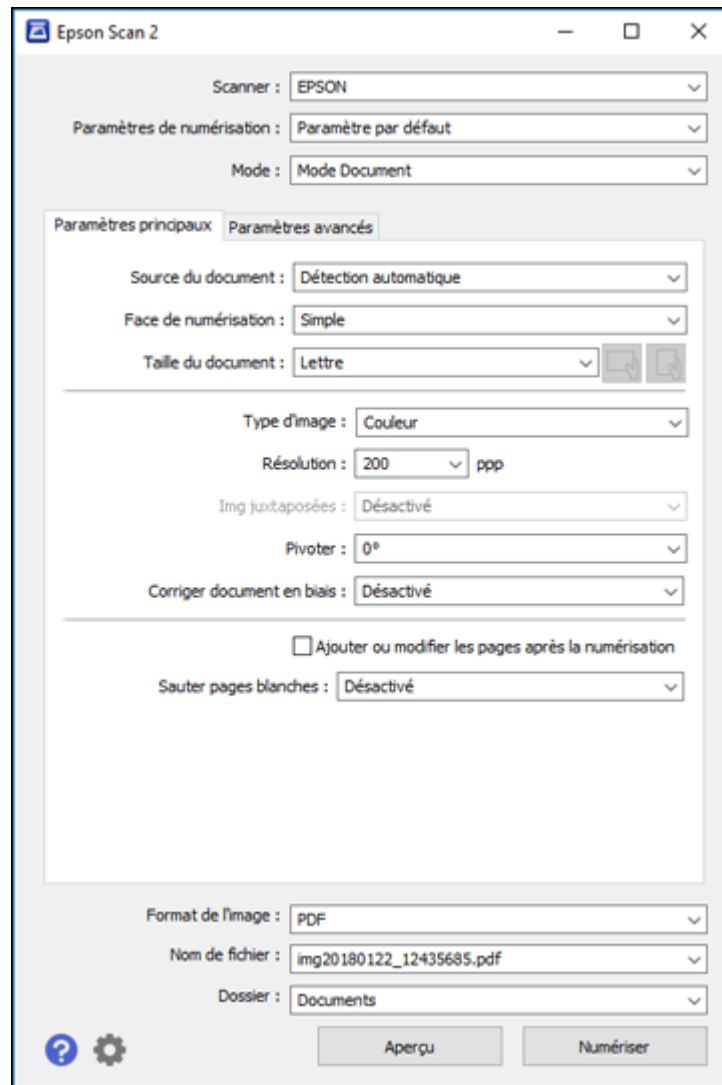 Epson Scan 2
Scanner : EPSON
Paramètres de numérisation : Paramètre par défaut
Mode : Mode Document
Paramètres principaux Paramètres avancés
Source du document : Détection automatique
Face de numérisation : Simple
Taille du document : Lettre
Type d'image : Couleur
Résolution : 200 ppp
Img juxtaposées : Désactivé
Pivoter : 0°
Corriger document en biais : Désactivé
Ajouter ou modifier les pages après la numérisation
Sauter pages blanches : Désactivé
Format de l'image : PDF
Nom de fichier : img20180122_12435685.pdf
Dossier : Documents
? Aperçu Numériser